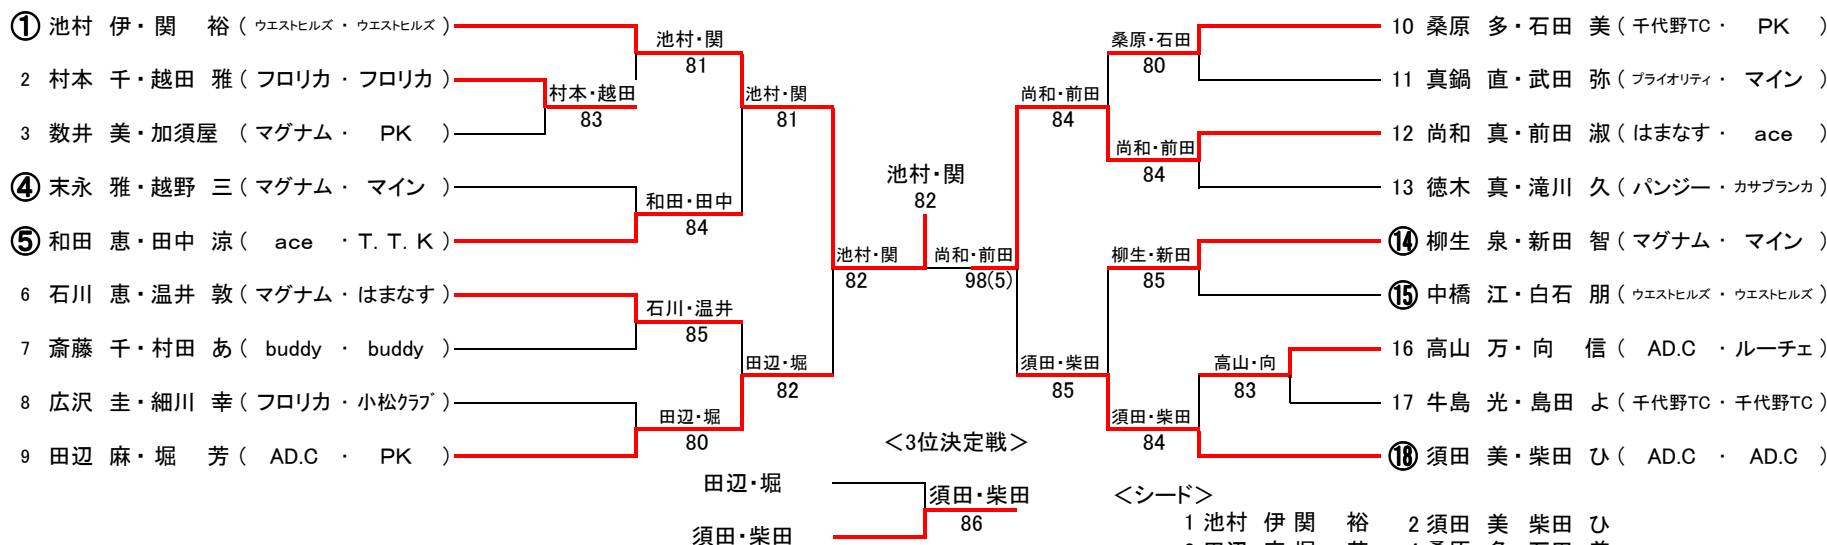 ① 池村 伊・関 裕 ( ウエストヒルズ ・ ウエストヒルズ )
2 村本 千・越田 雅 ( フロリカ ・ フロリカ )
3 数井 美・加須屋 ( マグナム ・ PK )
④ 末永 雅・越野 三 ( マグナム ・ マイン )
⑤ 和田 恵・田中 涼 ( ace ・ T. T. K )
6 石川 恵・温井 敦 ( マグナム ・ はまなす )
7 斎藤 千・村田 あ ( buddy ・ buddy )
8 広沢 圭・細川 幸 ( フロリカ ・ 小松クラブ )
9 田辺 麻・堀 芳 ( AD.C ・ PK )
池村・関
81
村本・越田
83
和田・田中
84
石川・温井
85
田辺・堀
80
池村・関
81
田辺・堀
82
池村・関
82
池村・関
82
尚和・前田
98(5)
尚和・前田
84
須田・柴田
85
桑原・石田
80
尚和・前田
84
柳生・新田
85
高山・向
83
須田・柴田
84
10 桑原 多・石田 美 ( 千代野TC ・ PK )
11 真鍋 直・武田 弥 ( プライオリティ ・ マイン )
12 尚和 真・前田 淑 ( はまなす ・ ace )
13 徳木 真・滝川 久 ( パンジー ・ カサブランカ )
⑭ 柳生 泉・新田 智 ( マグナム ・ マイン )
⑮ 中橋 江・白石 朋 ( ウエストヒルズ ・ ウエストヒルズ )
16 高山 万・向 信 ( AD.C ・ ルーチェ )
17 牛島 光・島田 よ ( 千代野TC ・ 千代野TC )
⑱ 須田 美・柴田 ひ ( AD.C ・ AD.C )
＜3位決定戦＞
田辺・堀
須田・柴田
須田・柴田
86
＜シード＞
1 池村 伊 関 裕 2 須田 美 柴田 ひ